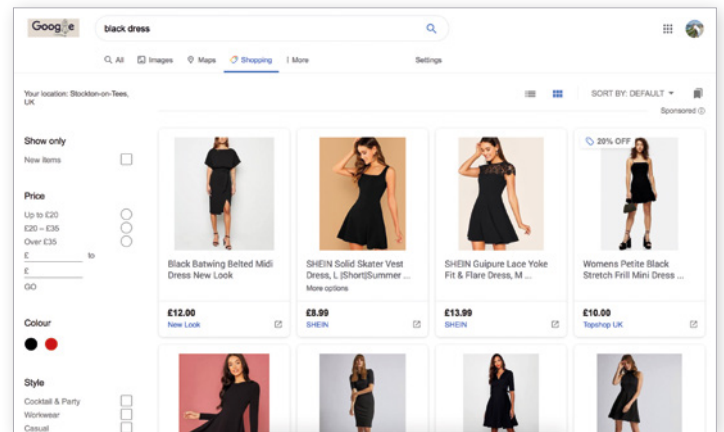 Google
black dress
All Images Maps Shopping More Settings
Your location: Stockton-on-Tees,
UK
SORT BY: DEFAULT
Sponsored
Show only
New items
Price
Up to £20
£20 – £35
Over £35
£ to
£
GO
Colour
Style
Cocktail & Party
Workwear
Casual
Black Batwing Belted Midi
Dress New Look
£12.00
New Look
SHEIN Solid Skater Vest
Dress, L |Short|Summer ...
More options
£8.99
SHEIN
SHEIN Guipure Lace Yoke
Fit & Flare Dress, M ...
£13.99
SHEIN
20% OFF
Womens Petite Black
Stretch Frill Mini Dress ...
£10.00
Topshop UK